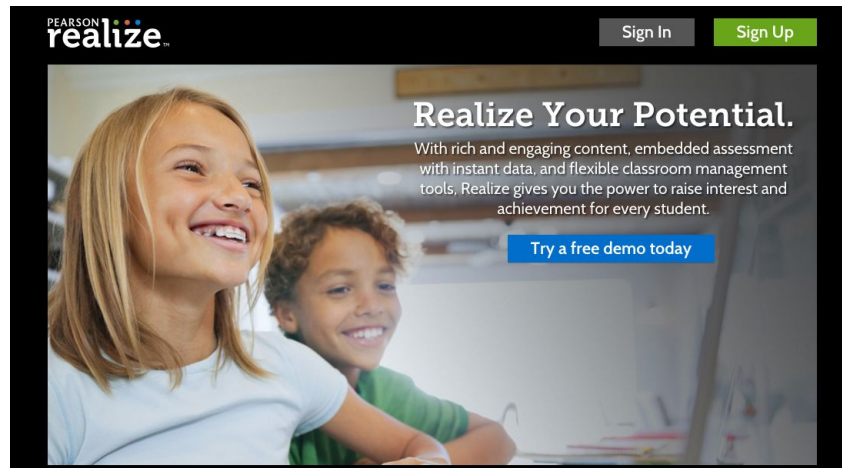 PEARSON
realize™
Sign In
Sign Up
Realize Your Potential.
With rich and engaging content, embedded assessment
with instant data, and flexible classroom management
tools, Realize gives you the power to raise interest and
achievement for every student.
Try a free demo today